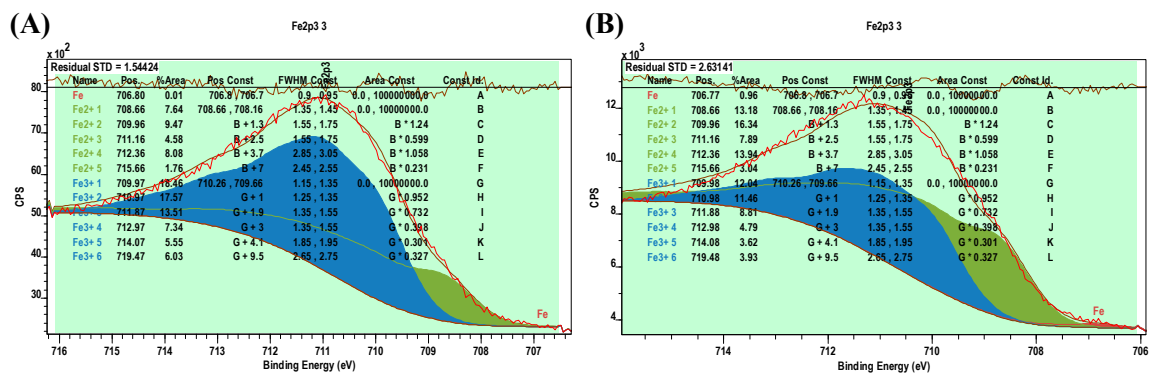 (A)
Fe2p3 3
x 10²
Residual STD = 1.54424
Name Pos. %Area Pos Const FWHM Const Area Const Const Id.
Fe 706.80 0.01 706.8 , 706.7 0.9 , 0.95 0.0 , 10000000.0 A
Fe2+ 1 708.66 7.64 708.66 , 708.16 1.35 , 1.45 0.0 , 10000000.0 B
Fe2+ 2 709.96 9.47 B + 1.3 1.55 , 1.75 B * 1.24 C
Fe2+ 3 711.16 4.58 B + 2.5 1.55 , 1.75 B * 0.599 D
Fe2+ 4 712.36 8.08 B + 3.7 2.85 , 3.05 B * 1.058 E
Fe2+ 5 715.66 1.76 B + 7 2.45 , 2.55 B * 0.231 F
Fe3+ 1 709.97 18.46 710.26 , 709.66 1.15 , 1.35 0.0 , 10000000.0 G
Fe3+ 2 710.97 17.57 G + 1 1.25 , 1.35 G * 0.952 H
711.87 13.51 G + 1.9 1.35 , 1.55 G * 0.732 I
Fe3+ 4 712.97 7.34 G + 3 1.35 , 1.55 G * 0.398 J
Fe3+ 5 714.07 5.55 G + 4.1 1.85 , 1.95 G * 0.301 K
Fe3+ 6 719.47 6.03 G + 9.5 2.65 , 2.75 G * 0.327 L
80
70
60
50
40
30
CPS
Fe
716 715 714 713 712 711 710 709 708 707
Binding Energy (eV)
(B)
Fe2p3 3
x 10³
Residual STD = 2.63141
Name Pos. %Area Pos Const FWHM Const Area Const Const Id.
Fe 706.77 0.96 706.8 , 706.7 0.9 , 0.95 0.0 , 10000000.0 A
Fe2+ 1 708.66 13.18 708.66 , 708.16 1.35 , 1.45 0.0 , 10000000.0 B
Fe2+ 2 709.96 16.34 B + 1.3 1.55 , 1.75 B * 1.24 C
Fe2+ 3 711.16 7.89 B + 2.5 1.55 , 1.75 B * 0.599 D
Fe2+ 4 712.36 13.94 B + 3.7 2.85 , 3.05 B * 1.058 E
Fe2+ 5 715.66 3.04 B + 7 2.45 , 2.55 B * 0.231 F
Fe3+ 1 709.98 12.04 710.26 , 709.66 1.15 , 1.35 0.0 , 10000000.0 G
Fe3+ 2 710.98 11.46 G + 1 1.25 , 1.35 G * 0.952 H
Fe3+ 3 711.88 8.81 G + 1.9 1.35 , 1.55 G * 0.732 I
Fe3+ 4 712.98 4.79 G + 3 1.35 , 1.55 G * 0.398 J
Fe3+ 5 714.08 3.62 G + 4.1 1.85 , 1.95 G * 0.301 K
Fe3+ 6 719.48 3.93 G + 9.5 2.65 , 2.75 G * 0.327 L
12
10
8
6
4
CPS
Fe
714 712 710 708 706
Binding Energy (eV)